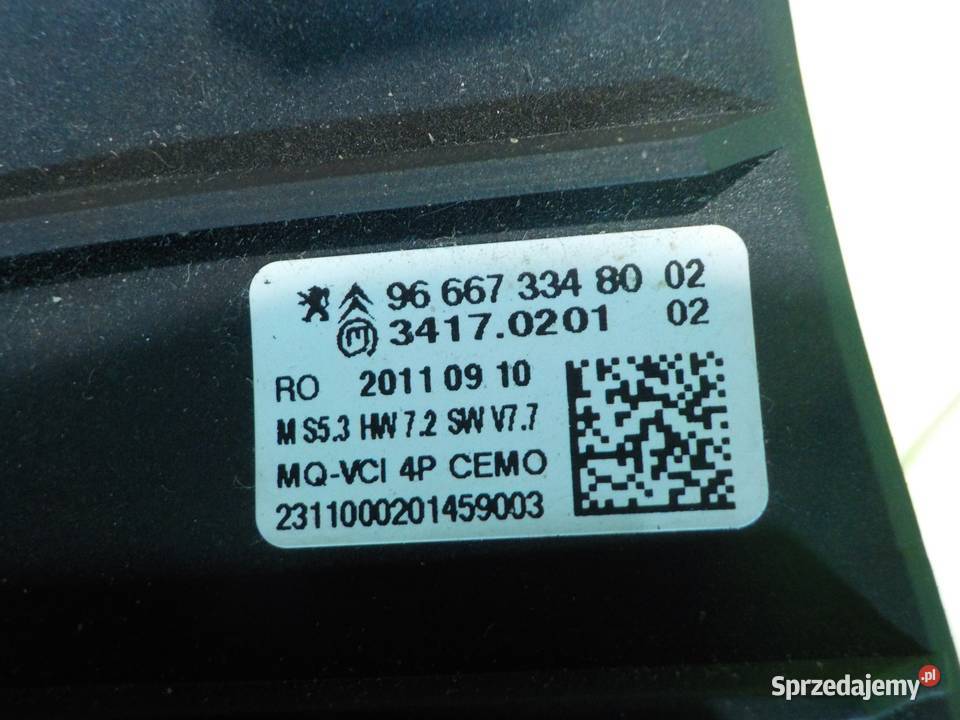 96 667 334 80 02
34170.0201 02
RO 2011 09 10
M S5.3 HW 7.2 SW V7.7
MQ-VCI 4P CEMO
2311000201459003
Sprzedajemy.pl